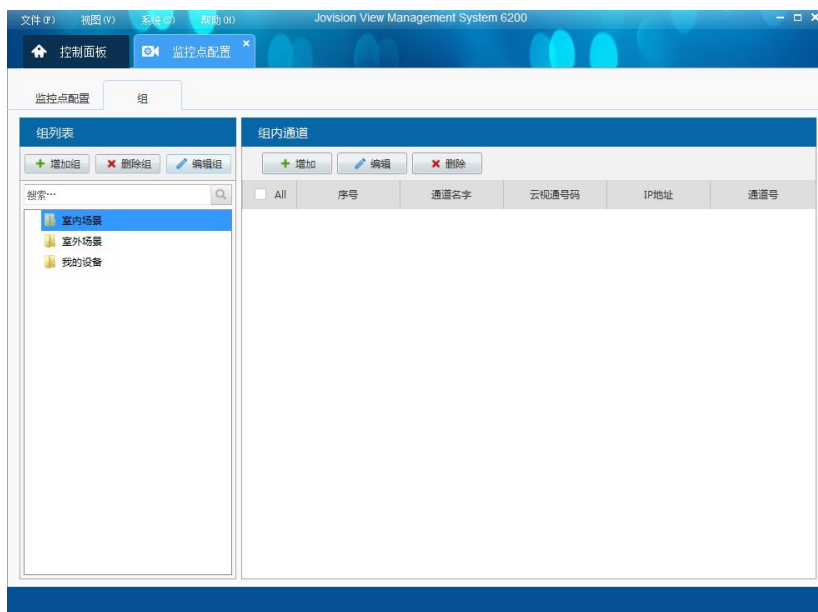 文件(F) 视图(V) 系统(S) 帮助(H) Jovision View Management System 6200
控制面板 监控点配置
监控点配置 组
组列表 组内通道
增加组 删除组 编辑组 增加 编辑 删除
搜索… All 序号 通道名字 云视通号码 IP地址 通道号
室内场景
室外场景
我的设备